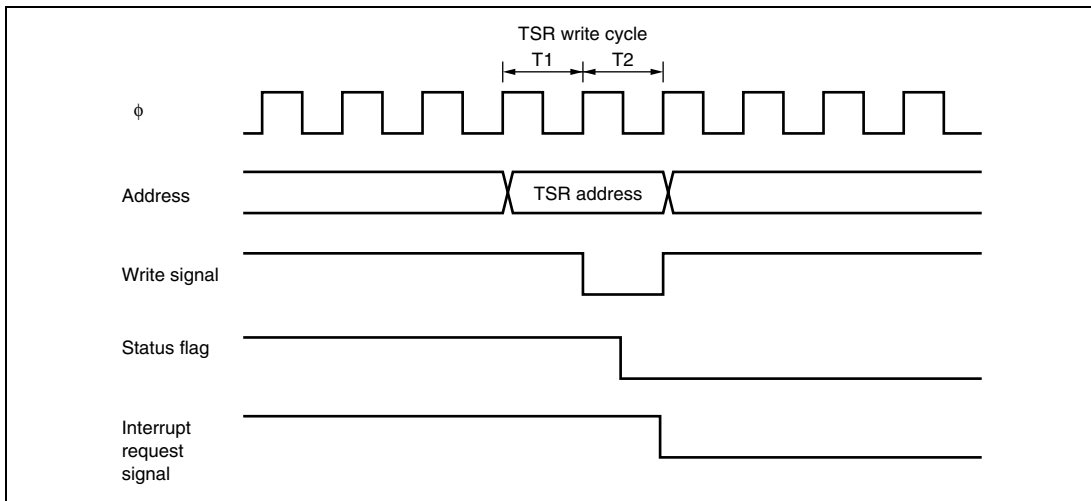 TSR write cycle
T1 T2
ϕ
Address
TSR address
Write signal
Status flag
Interrupt
request
signal